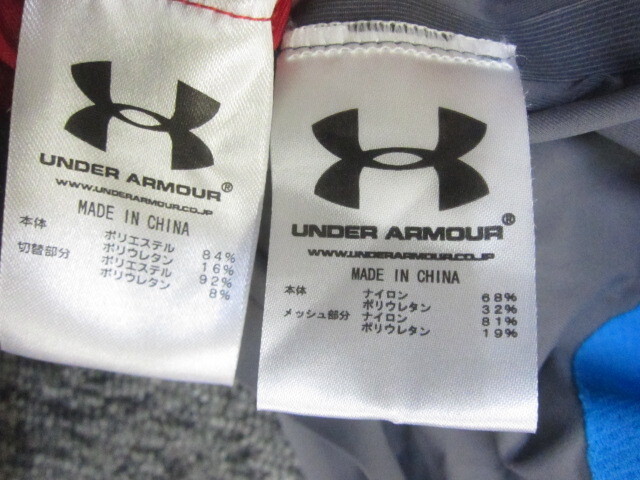 UNDER ARMOUR®
WWW.UNDERARMOUR.CO.JP
MADE IN CHINA
本体 ポリエステル 84%
ポリウレタン 16%
切替部分 ポリエステル 92%
ポリウレタン 8%
UNDER ARMOUR®
WWW.UNDERARMOUR.CO.JP
MADE IN CHINA
本体 ナイロン 68%
ポリウレタン 32%
メッシュ部分 ナイロン 81%
ポリウレタン 19%